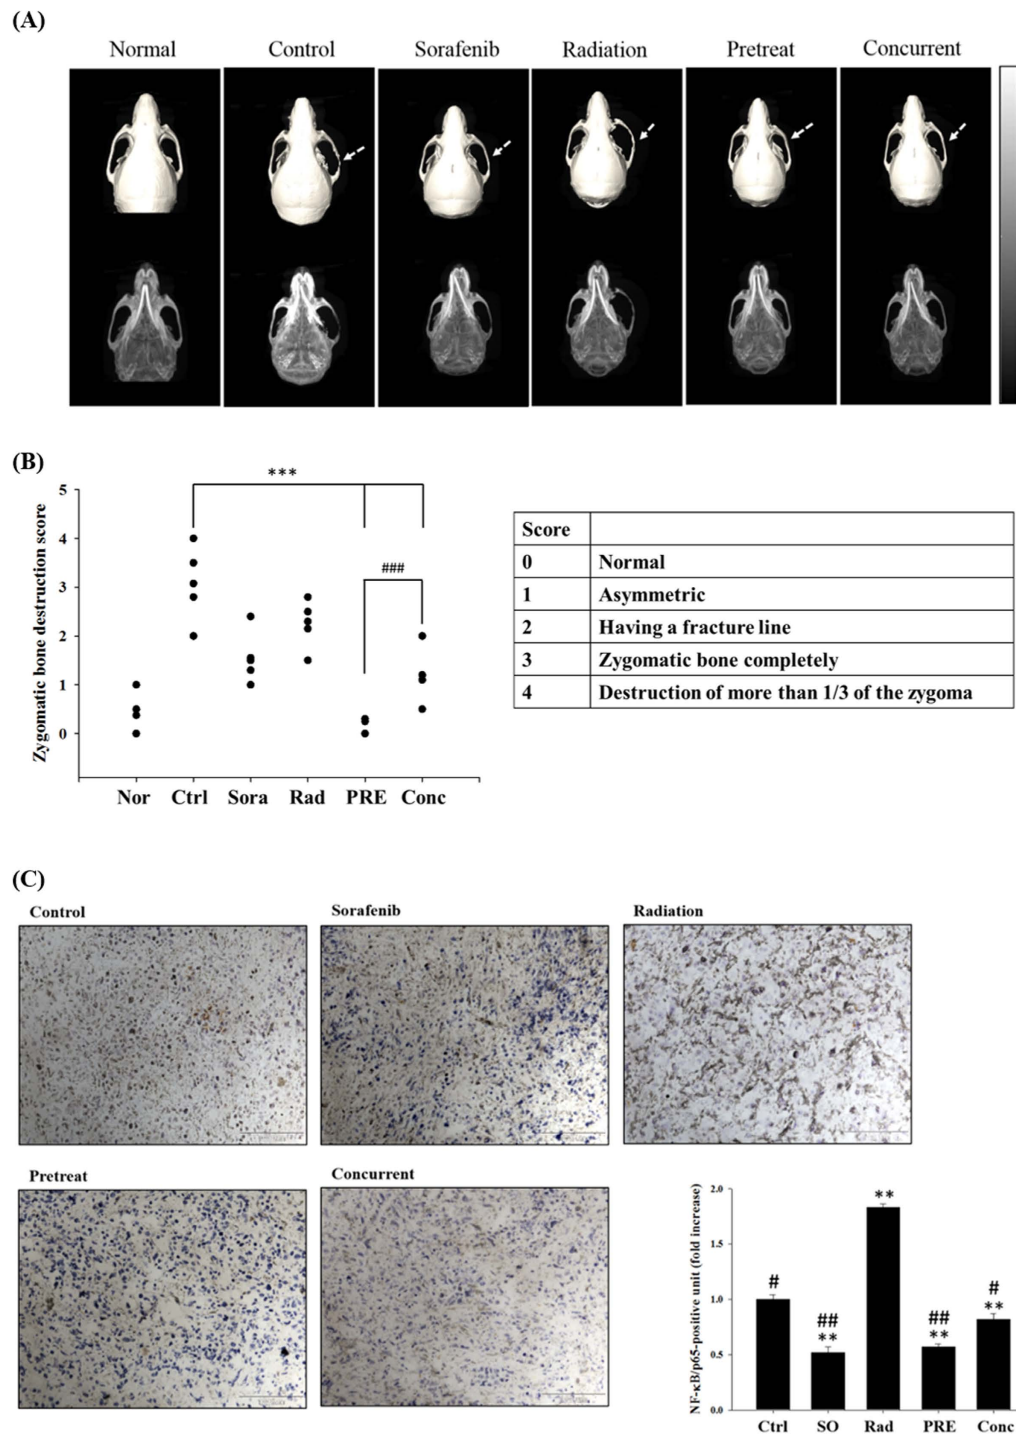 (A)
Normal Control Sorafenib Radiation Pretreat Concurrent
(B)
Zygomatic bone destruction score
5
4
3
2
1
0
***
###
Nor Ctrl Sora Rad PRE Conc
Score
0 Normal
1 Asymmetric
2 Having a fracture line
3 Zygomatic bone completely
4 Destruction of more than 1/3 of the zygoma
(C)
Control Sorafenib Radiation
Pretreat Concurrent
NF-κB/p65-positive unit (fold increase)
2.0
1.5
1.0
0.5
0.0
#
##
**
**
##
**
#
**
Ctrl SO Rad PRE Conc